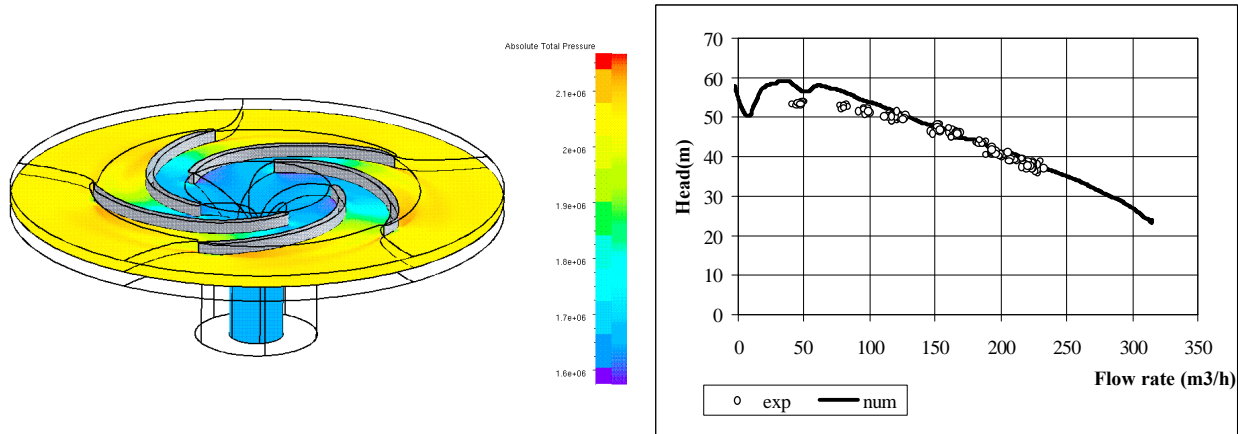 Absolute Total Pressure
2.1e+06
2e+06
1.9e+06
1.8e+06
1.7e+06
1.6e+06
70
60
50
40
30
20
10
0
Head(m)
0 50 100 150 200 250 300 350
Flow rate (m3/h)
exp num